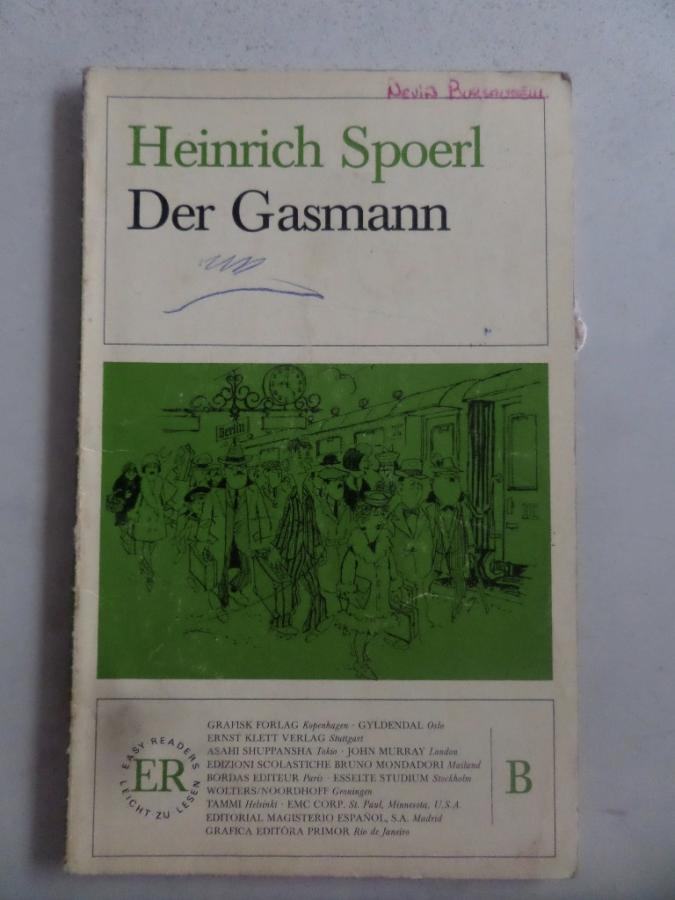 Nevin
Heinrich Spoerl
Der Gasmann
Berlin
EASY READERS
ER
LEICHT ZU LESEN
GRAFISK FORLAG Kopenhagen · GYLDENDAL Oslo
ERNST KLETT VERLAG Stuttgart
ASAHI SHUPPANSHA Tokio · JOHN MURRAY London
EDIZIONI SCOLASTICHE BRUNO MONDADORI Mailand
BORDAS EDITEUR Paris · ESSELTE STUDIUM Stockholm
WOLTERS/NOORDHOFF Groningen
TAMMI Helsinki · EMC CORP. St. Paul, Minnesota, U.S.A.
EDITORIAL MAGISTERIO ESPAÑOL, S.A. Madrid
GRAFICA EDITÔRA PRIMOR Rio de Janeiro
B